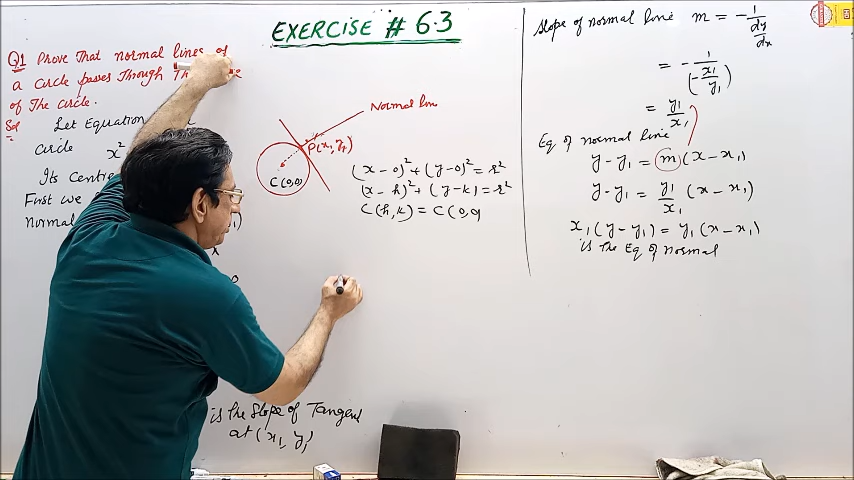 EXERCISE # 6.3
Q1 Prove That normal lines of
a circle passes Through The
of The circle.
Sol
Let Equation
circle x²
Its Centre
First we
Normal
Normal line
P(x₁, y₁)
C(0,0)
(x-0)²+(y-0)²=r²
(x-h)²+(y-k)=r²
C(h,k) = C(0,0
is the slope of Tangent
at (x₁, y₁)
Slope of normal line m = -1/(dy/dx)
= -1/(-x₁/y₁)
= y₁/x₁
Eq of normal line
y-y₁ = m(x-x₁)
y-y₁ = y₁/x₁ (x-x₁)
x₁(y-y₁) = y₁(x-x₁)
is the Eq of normal